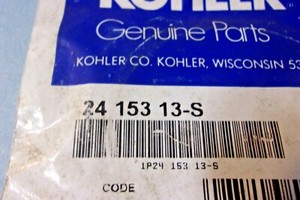 KOHLER
Genuine Parts
KOHLER CO. KOHLER, WISCONSIN 53
24 153 13-S
1P24 153 13-S
CODE